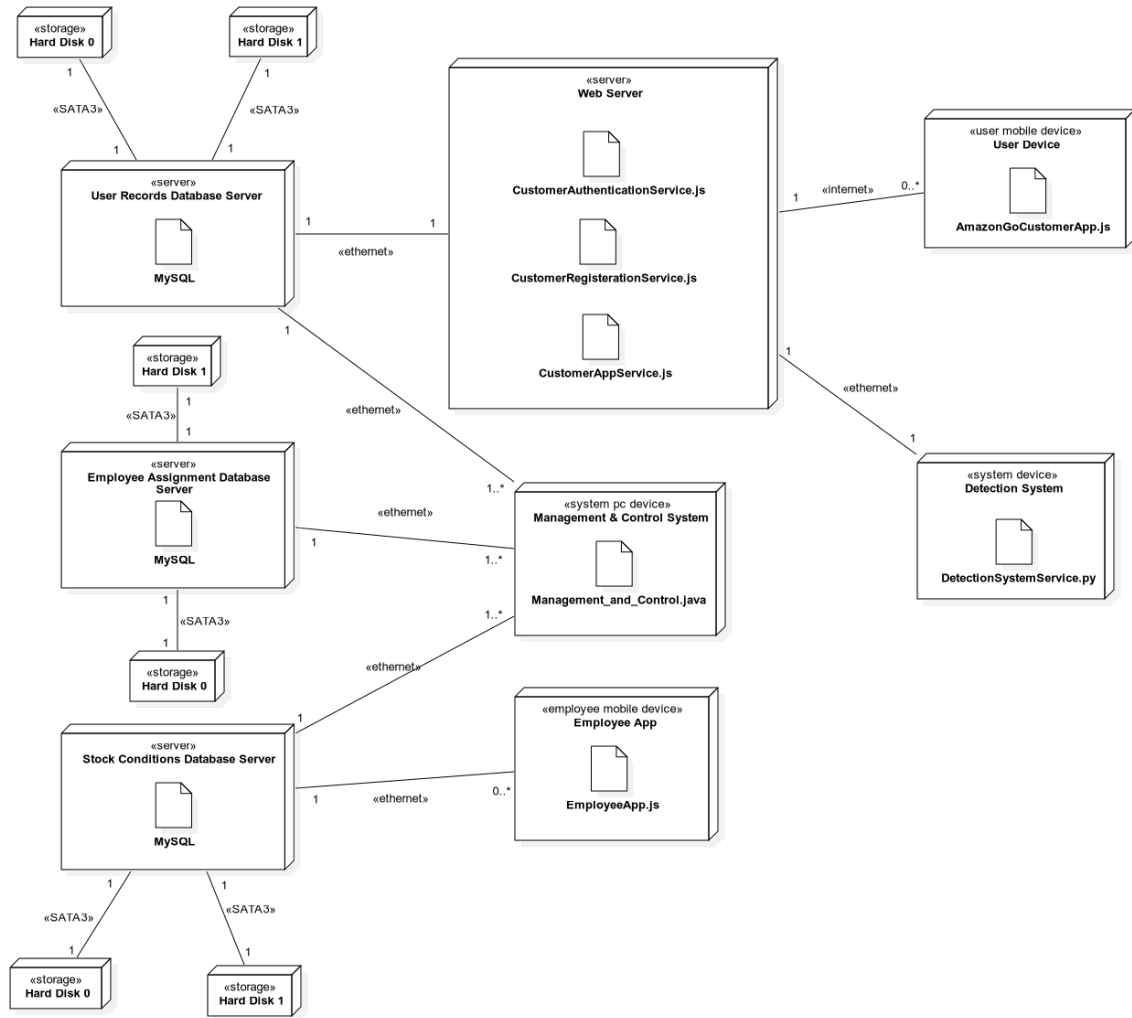 «storage»
Hard Disk 0
«storage»
Hard Disk 1
1
1
«SATA3»
«SATA3»
1
1
«server»
User Records Database Server
MySQL
1
1
«ethernet»
«server»
Web Server
CustomerAuthenticationService.js
CustomerRegisterationService.js
CustomerAppService.js
1
«internet»
0..*
«user mobile device»
User Device
AmazonGoCustomerApp.js
1
«ethernet»
1
«system device»
Detection System
DetectionSystemService.py
1
«ethernet»
1..*
«storage»
Hard Disk 1
1
«SATA3»
1
«server»
Employee Assignment Database
Server
MySQL
1
«ethernet»
1..*
1
«SATA3»
1
«storage»
Hard Disk 0
«system pc device»
Management & Control System
Management_and_Control.java
1..*
«ethernet»
1
«server»
Stock Conditions Database Server
MySQL
1
«ethernet»
0..*
«employee mobile device»
Employee App
EmployeeApp.js
1
1
«SATA3»
«SATA3»
1
1
«storage»
Hard Disk 0
«storage»
Hard Disk 1